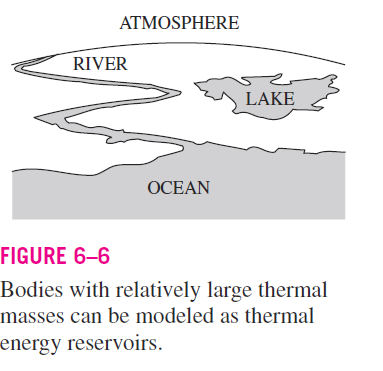 ATMOSPHERE
RIVER
LAKE
OCEAN
FIGURE 6–6
Bodies with relatively large thermal
masses can be modeled as thermal
energy reservoirs.